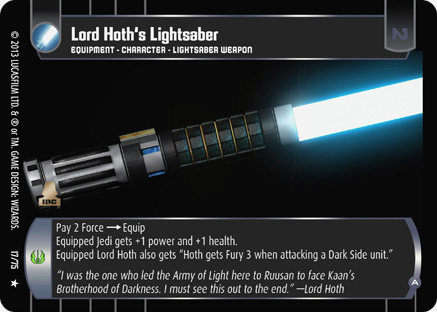 Lord Hoth's Lightsaber
EQUIPMENT - CHARACTER - LIGHTSABER WEAPON
N
© 2013 LUCASFILM LTD. & ® or TM. GAME DESIGN: WIZARDS.
IDC
Pay 2 Force → Equip
Equipped Jedi gets +1 power and +1 health.
Equipped Lord Hoth also gets "Hoth gets Fury 3 when attacking a Dark Side unit."
"I was the one who led the Army of Light here to Ruusan to face Kaan's
Brotherhood of Darkness. I must see this out to the end." —Lord Hoth
17/75
A